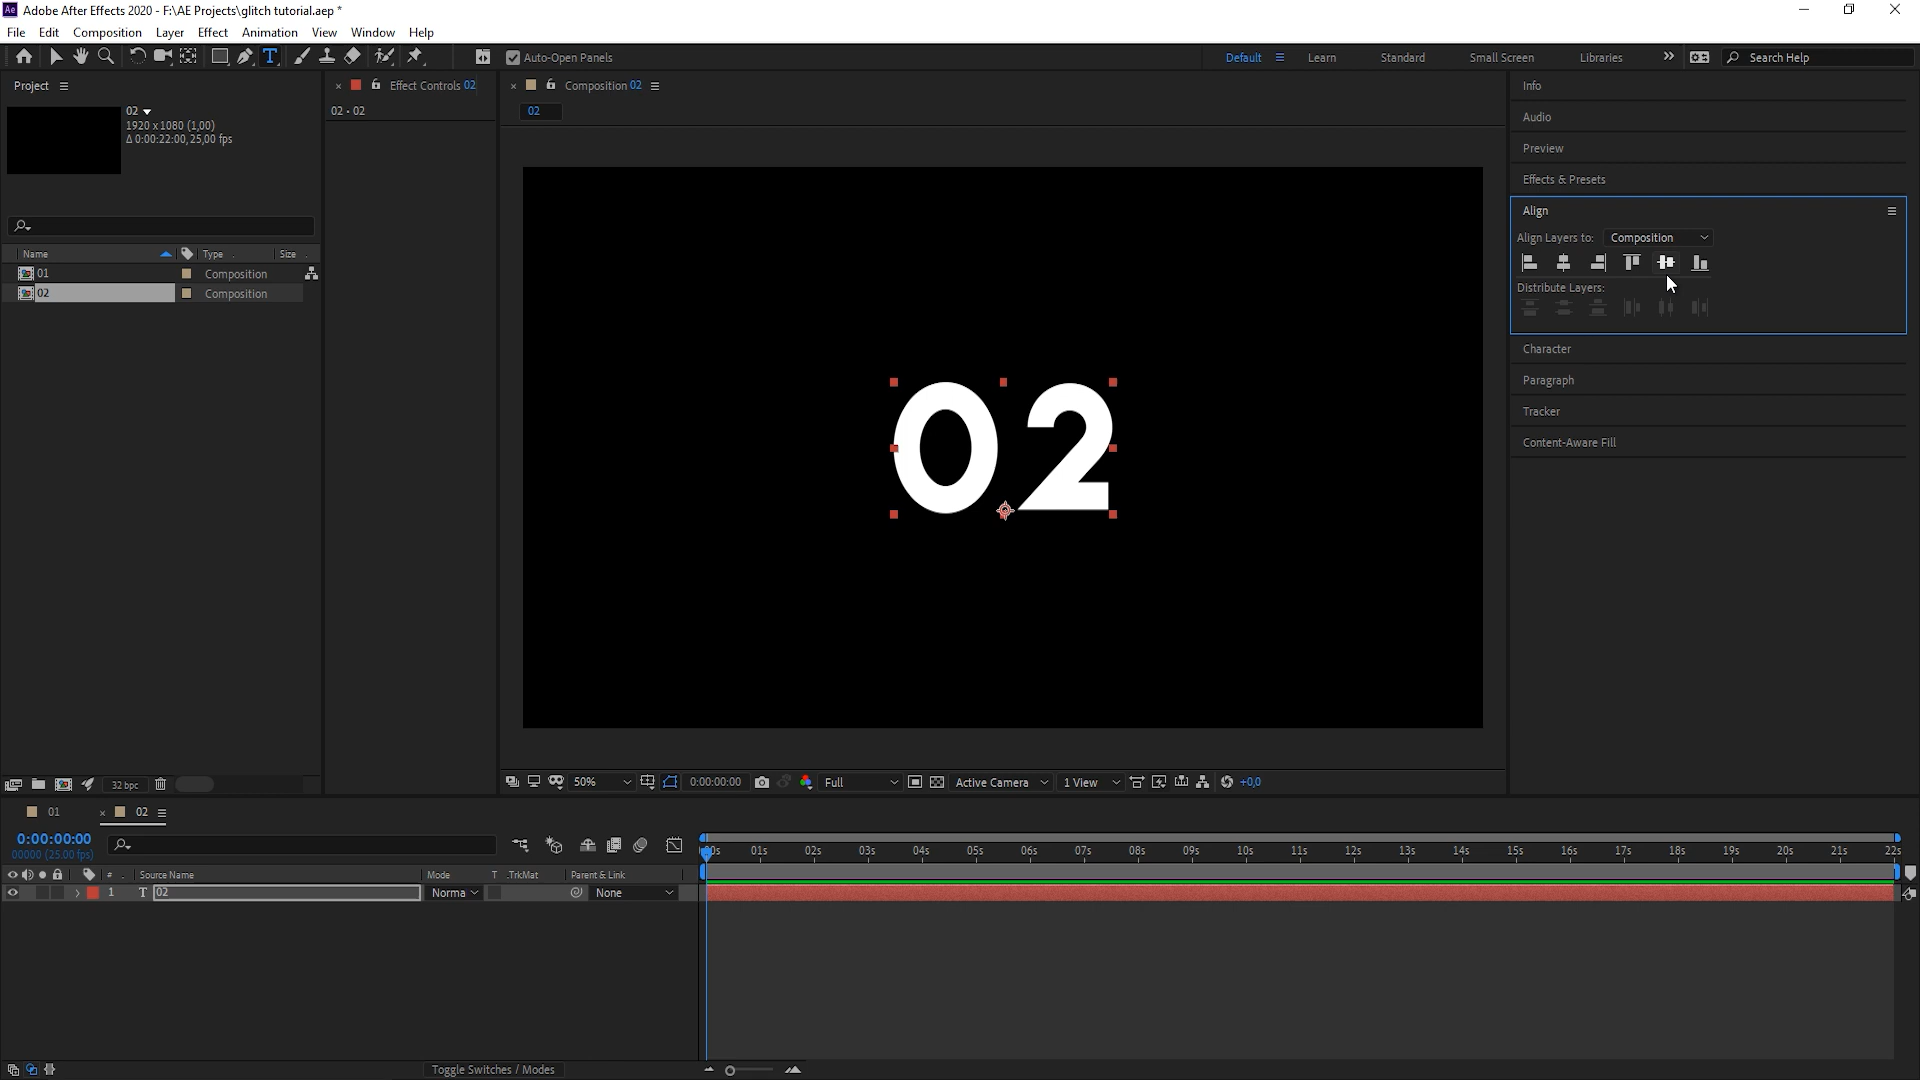 Ae Adobe After Effects 2020 - F:\AE Projects\glitch tutorial.aep *
File Edit Composition Layer Effect Animation View Window Help
T Auto-Open Panels Default Learn Standard Small Screen Libraries Search Help
Project
Effect Controls 02
Composition 02
02
1920 x 1080 (1,00)
Δ 0:00:22:00, 25,00 fps
02 • 02
02
Name Type Size
01 Composition
02 Composition
02
Info
Audio
Preview
Effects & Presets
Align
Align Layers to: Composition
Distribute Layers:
Character
Paragraph
Tracker
Content-Aware Fill
32 bpc
50% 0:00:00:00 Full Active Camera 1 View +0,0
01 02
0:00:00:00
00000 (25.00 fps)
00s 01s 02s 03s 04s 05s 06s 07s 08s 09s 10s 11s 12s 13s 14s 15s 16s 17s 18s 19s 20s 21s 22s
# Source Name Mode T .TrkMat Parent & Link
1 T 02 Norma None
Toggle Switches / Modes